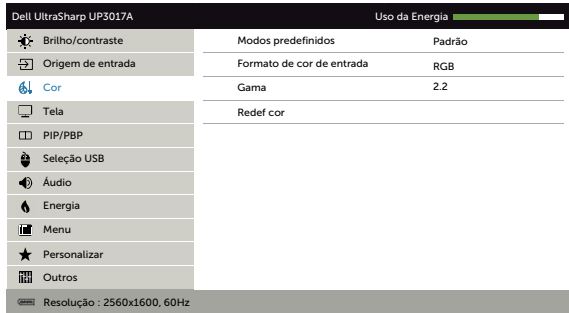 Dell UltraSharp UP3017A Uso da Energia
Brilho/contraste Modos predefinidos Padrão
Origem de entrada Formato de cor de entrada RGB
Cor Gama 2.2
Tela Redef cor
PIP/PBP
Seleção USB
Áudio
Energia
Menu
Personalizar
Outros
Resolução : 2560x1600, 60Hz